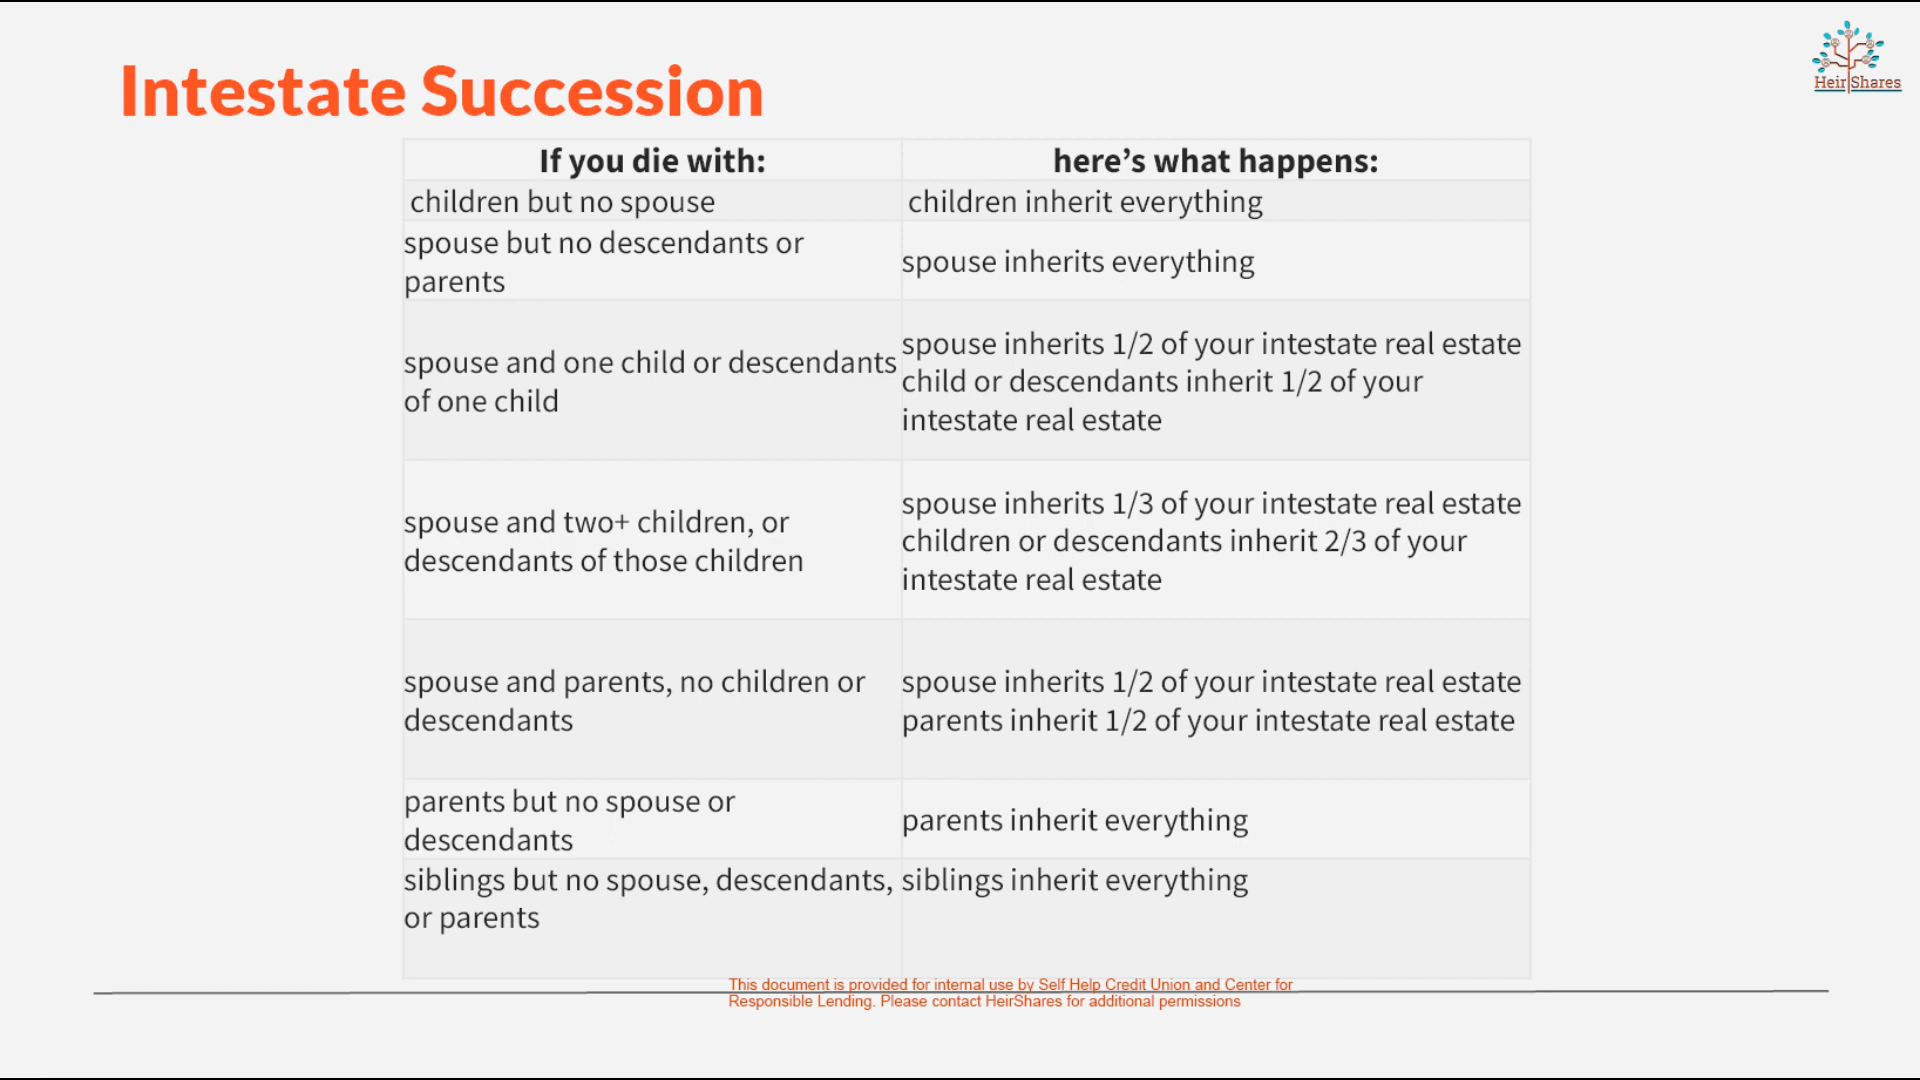 Heir Shares
Intestate Succession
If you die with:
here’s what happens:
children but no spouse
children inherit everything
spouse but no descendants or
parents
spouse inherits everything
spouse and one child or descendants
of one child
spouse inherits 1/2 of your intestate real estate
child or descendants inherit 1/2 of your
intestate real estate
spouse and two+ children, or
descendants of those children
spouse inherits 1/3 of your intestate real estate
children or descendants inherit 2/3 of your
intestate real estate
spouse and parents, no children or
descendants
spouse inherits 1/2 of your intestate real estate
parents inherit 1/2 of your intestate real estate
parents but no spouse or
descendants
parents inherit everything
siblings but no spouse, descendants,
or parents
siblings inherit everything
This document is provided for internal use by Self Help Credit Union and Center for
Responsible Lending. Please contact HeirShares for additional permissions